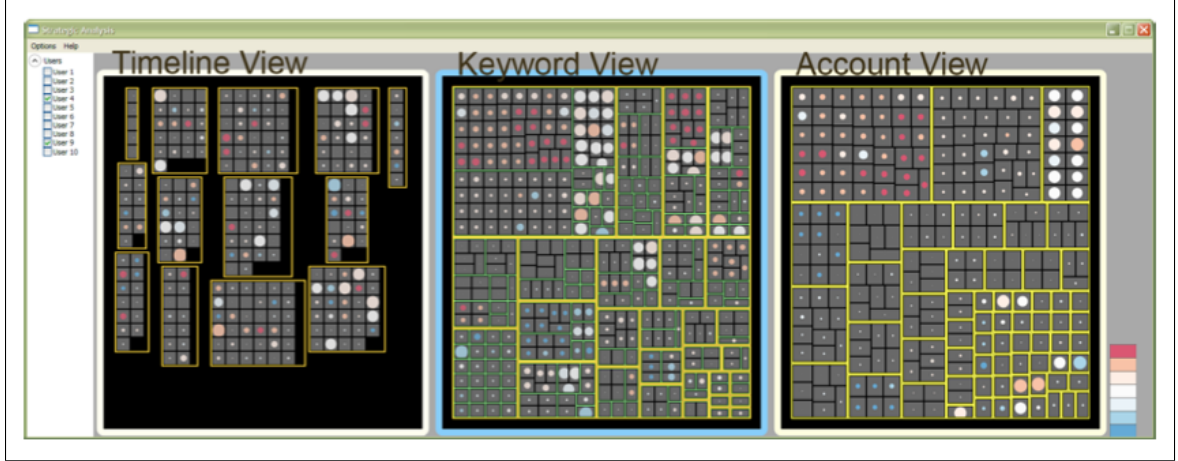 Strategic Analysis
Options Help
Users
User 1
User 2
User 3
User 4
User 5
User 6
User 7
User 8
User 9
User 10
Timeline View
Keyword View
Account View